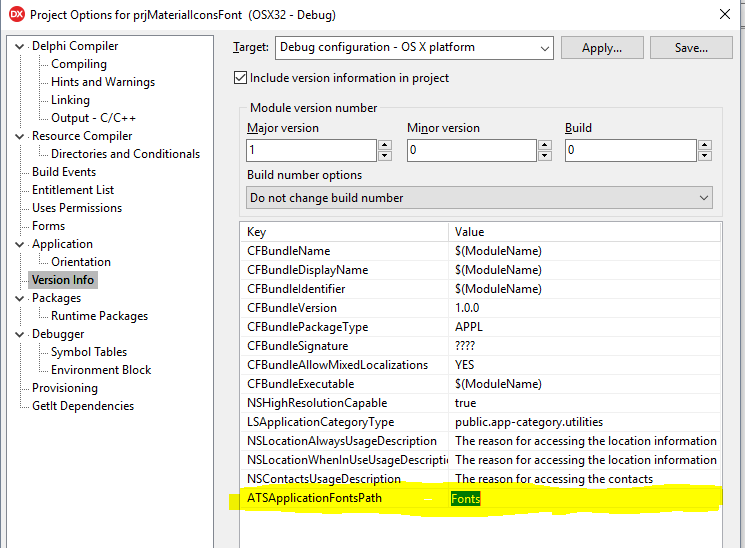 DX Project Options for prjMaterialIconsFont (OSX32 - Debug)
Delphi Compiler
Compiling
Hints and Warnings
Linking
Output - C/C++
Resource Compiler
Directories and Conditionals
Build Events
Entitlement List
Uses Permissions
Forms
Application
Orientation
Version Info
Packages
Runtime Packages
Debugger
Symbol Tables
Environment Block
Provisioning
GetIt Dependencies
Target: Debug configuration - OS X platform Apply... Save...
Include version information in project
Module version number
Major version Minor version Build
1 0 0
Build number options
Do not change build number
Key Value
CFBundleName $(ModuleName)
CFBundleDisplayName $(ModuleName)
CFBundleIdentifier $(ModuleName)
CFBundleVersion 1.0.0
CFBundlePackageType APPL
CFBundleSignature ????
CFBundleAllowMixedLocalizations YES
CFBundleExecutable $(ModuleName)
NSHighResolutionCapable true
LSApplicationCategoryType public.app-category.utilities
NSLocationAlwaysUsageDescription The reason for accessing the location information
NSLocationWhenInUseUsageDescripti The reason for accessing the location information
NSContactsUsageDescription The reason for accessing the contacts
ATSApplicationFontsPath Fonts